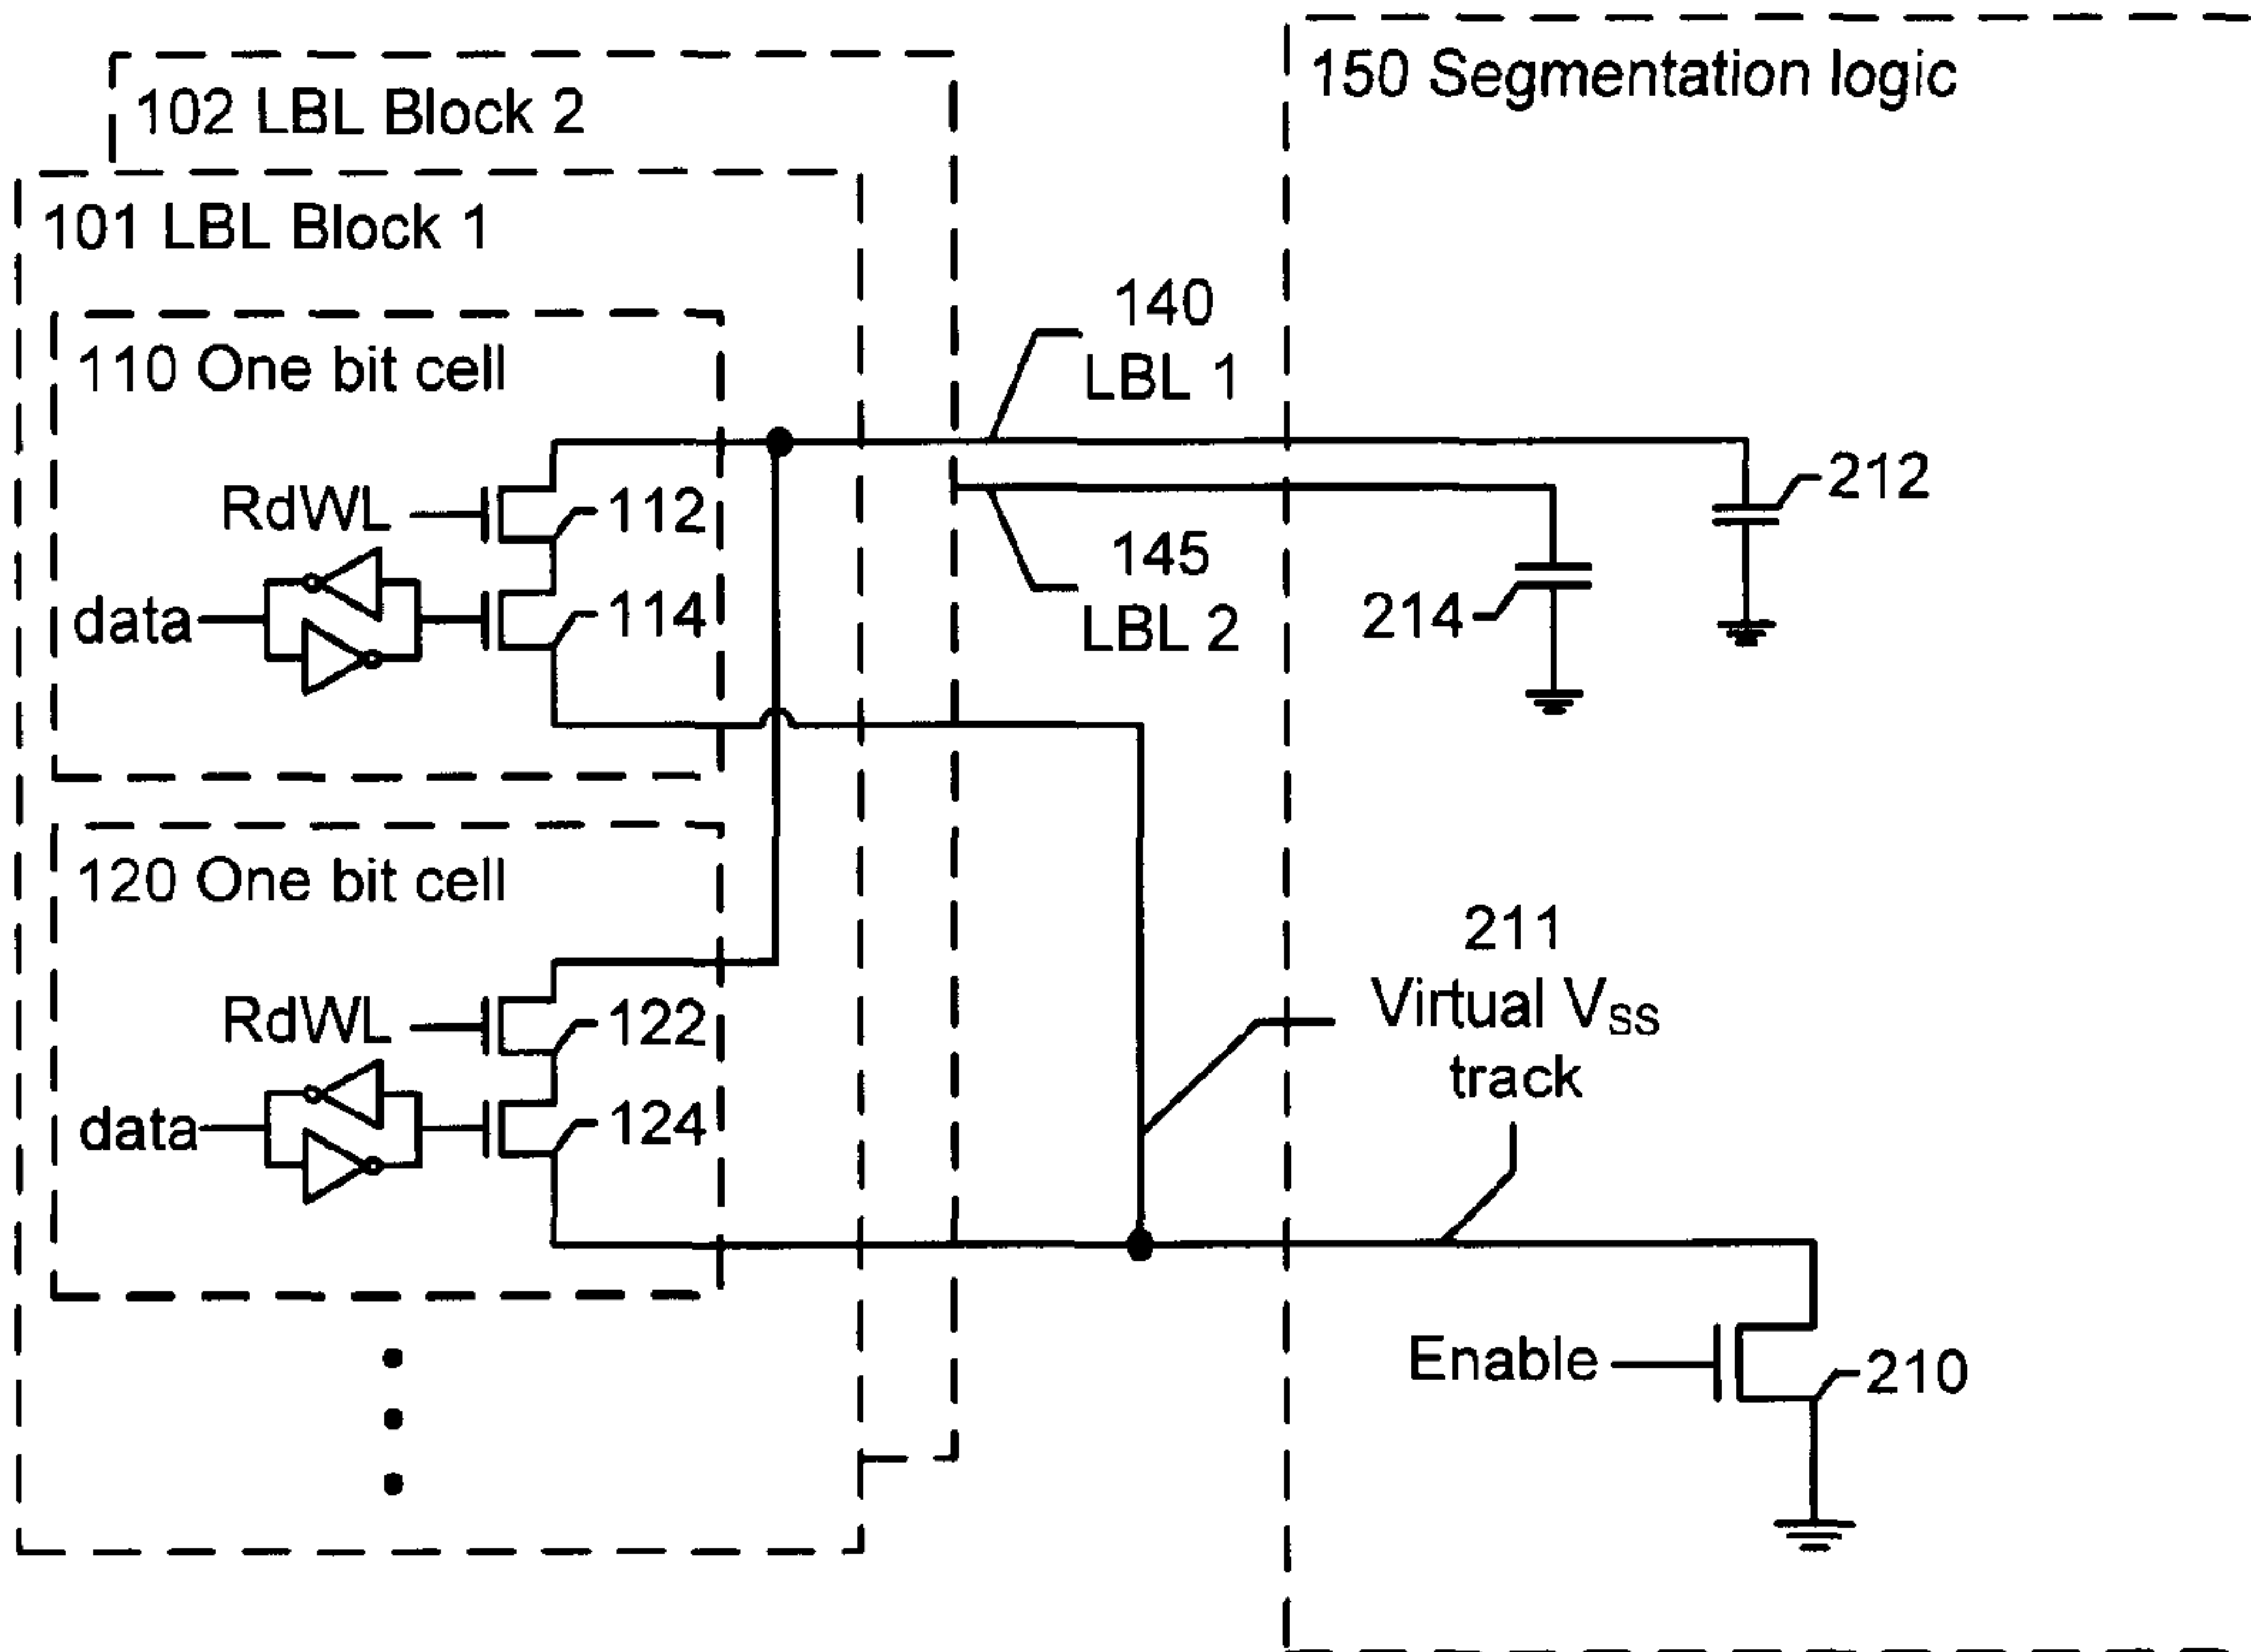 150 Segmentation logic
102 LBL Block 2
101 LBL Block 1
140
LBL 1
110 One bit cell
212
RdWL
112
145
LBL 2
data
114
214
120 One bit cell
211
Virtual VSS
track
RdWL
122
data
124
Enable
210